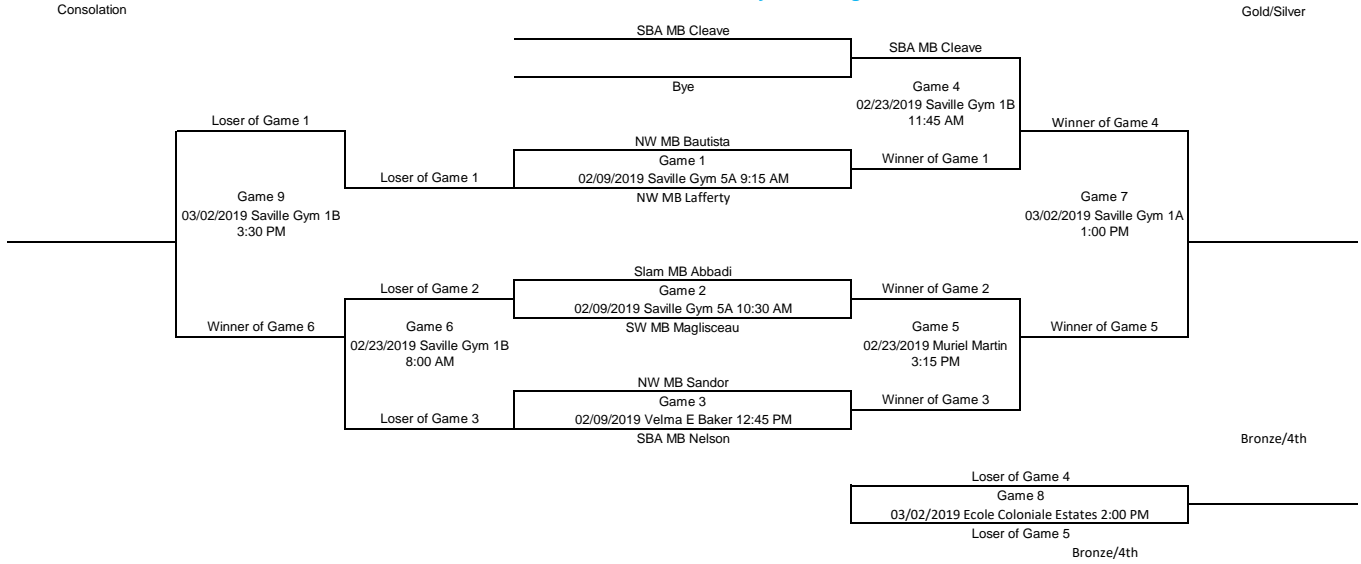 Consolation
Gold/Silver
SBA MB Cleave
SBA MB Cleave
Bye
Game 4
02/23/2019 Saville Gym 1B
11:45 AM
Loser of Game 1
Winner of Game 4
NW MB Bautista
Game 1
Winner of Game 1
Loser of Game 1
02/09/2019 Saville Gym 5A 9:15 AM
NW MB Lafferty
Game 9
03/02/2019 Saville Gym 1B
3:30 PM
Game 7
03/02/2019 Saville Gym 1A
1:00 PM
Slam MB Abbadi
Loser of Game 2
Game 2
Winner of Game 2
02/09/2019 Saville Gym 5A 10:30 AM
SW MB Maglisceau
Winner of Game 6
Game 6
02/23/2019 Saville Gym 1B
8:00 AM
Game 5
02/23/2019 Muriel Martin
3:15 PM
Winner of Game 5
NW MB Sandor
Game 3
Winner of Game 3
Loser of Game 3
02/09/2019 Velma E Baker 12:45 PM
SBA MB Nelson
Bronze/4th
Loser of Game 4
Game 8
03/02/2019 Ecole Coloniale Estates 2:00 PM
Loser of Game 5
Bronze/4th